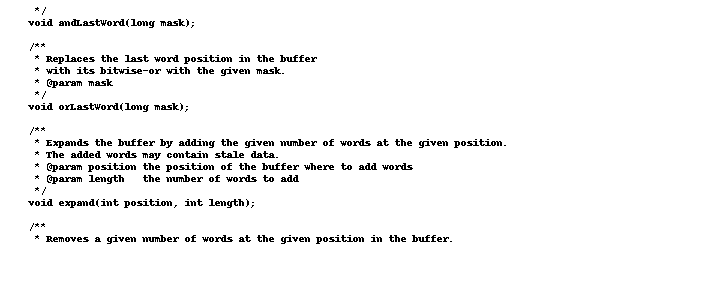 */
void andLastWord(long mask);
/**
* Replaces the last word position in the buffer
* with its bitwise-or with the given mask.
* @param mask
*/
void orLastWord(long mask);
/**
* Expands the buffer by adding the given number of words at the given position.
* The added words may contain stale data.
* @param position the position of the buffer where to add words
* @param length   the number of words to add
*/
void expand(int position, int length);
/**
* Removes a given number of words at the given position in the buffer.